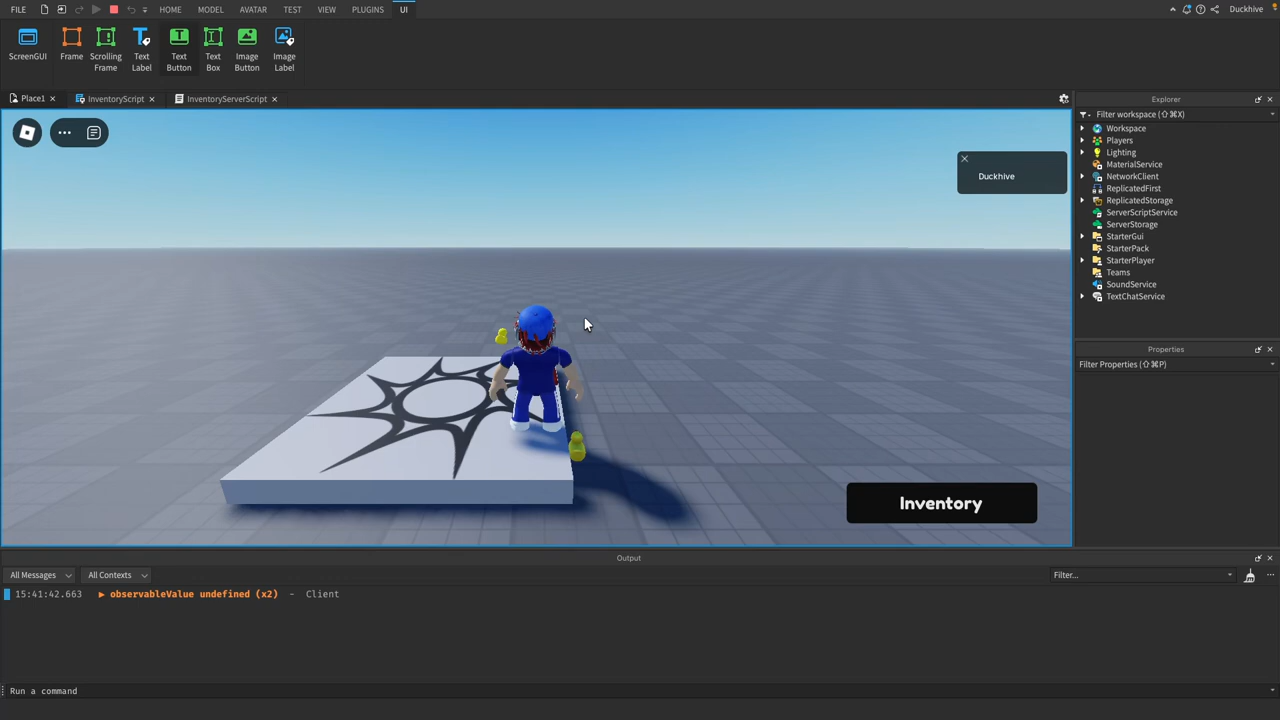 FILE HOME MODEL AVATAR TEST VIEW PLUGINS UI Duckhive
ScreenGUI
Frame
Scrolling
Frame
Text
Label
Text
Button
Text
Box
Image
Button
Image
Label
Place1 InventoryScript InventoryServerScript
Duckhive
Inventory
Explorer
Filter workspace (⇧⌘X)
Workspace
Players
Lighting
MaterialService
NetworkClient
ReplicatedFirst
ReplicatedStorage
ServerScriptService
ServerStorage
StarterGui
StarterPack
StarterPlayer
Teams
SoundService
TextChatService
Properties
Filter Properties (⇧⌘P)
Output
All Messages All Contexts Filter...
15:41:42.663 ▶ observableValue undefined (x2) - Client
Run a command